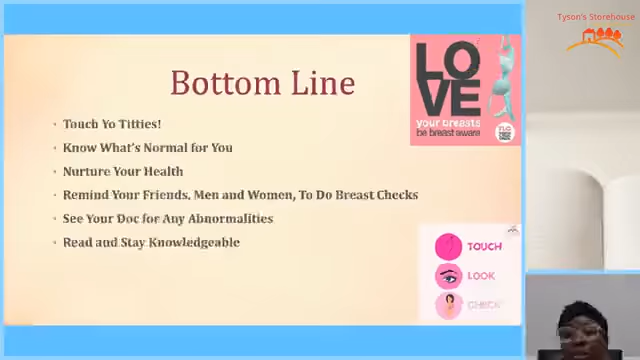 Tyson's Storehouse
Bottom Line
LO
VE
your breasts
be breast aware
Touch Yo Titties!
Know What's Normal for You
Nurture Your Health
Remind Your Friends, Men and Women, To Do Breast Checks
See Your Doc for Any Abnormalities
Read and Stay Knowledgeable
TOUCH
LOOK
CHECK